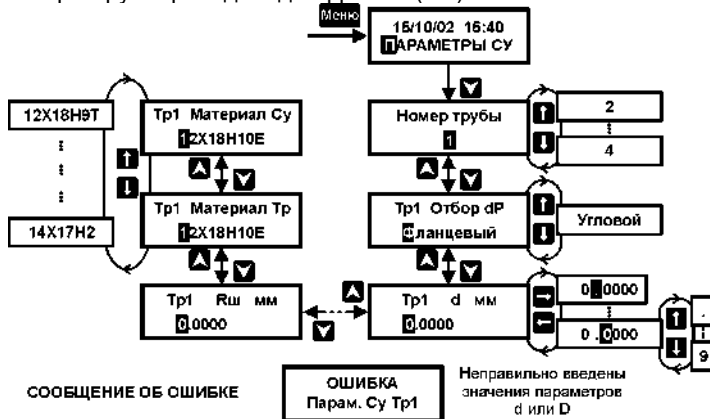 Меню
15/10/02 16:40
ПАРАМЕТРЫ СУ
12Х18Н9Т
14Х17Н2
Тр1 Материал Су
12Х18Н10Е
Номер трубы
1
2
4
Тр1 Материал Тр
12Х18Н10Е
Тр1 Отбор dP
Фланцевый
Угловой
Тр1 Rш мм
0.0000
Тр1 d мм
0.0000
0.0000
0.0000
.
9
СООБЩЕНИЕ ОБ ОШИБКЕ
ОШИБКА
Парам. Су Тр1
Неправильно введены
значения параметров
d или D